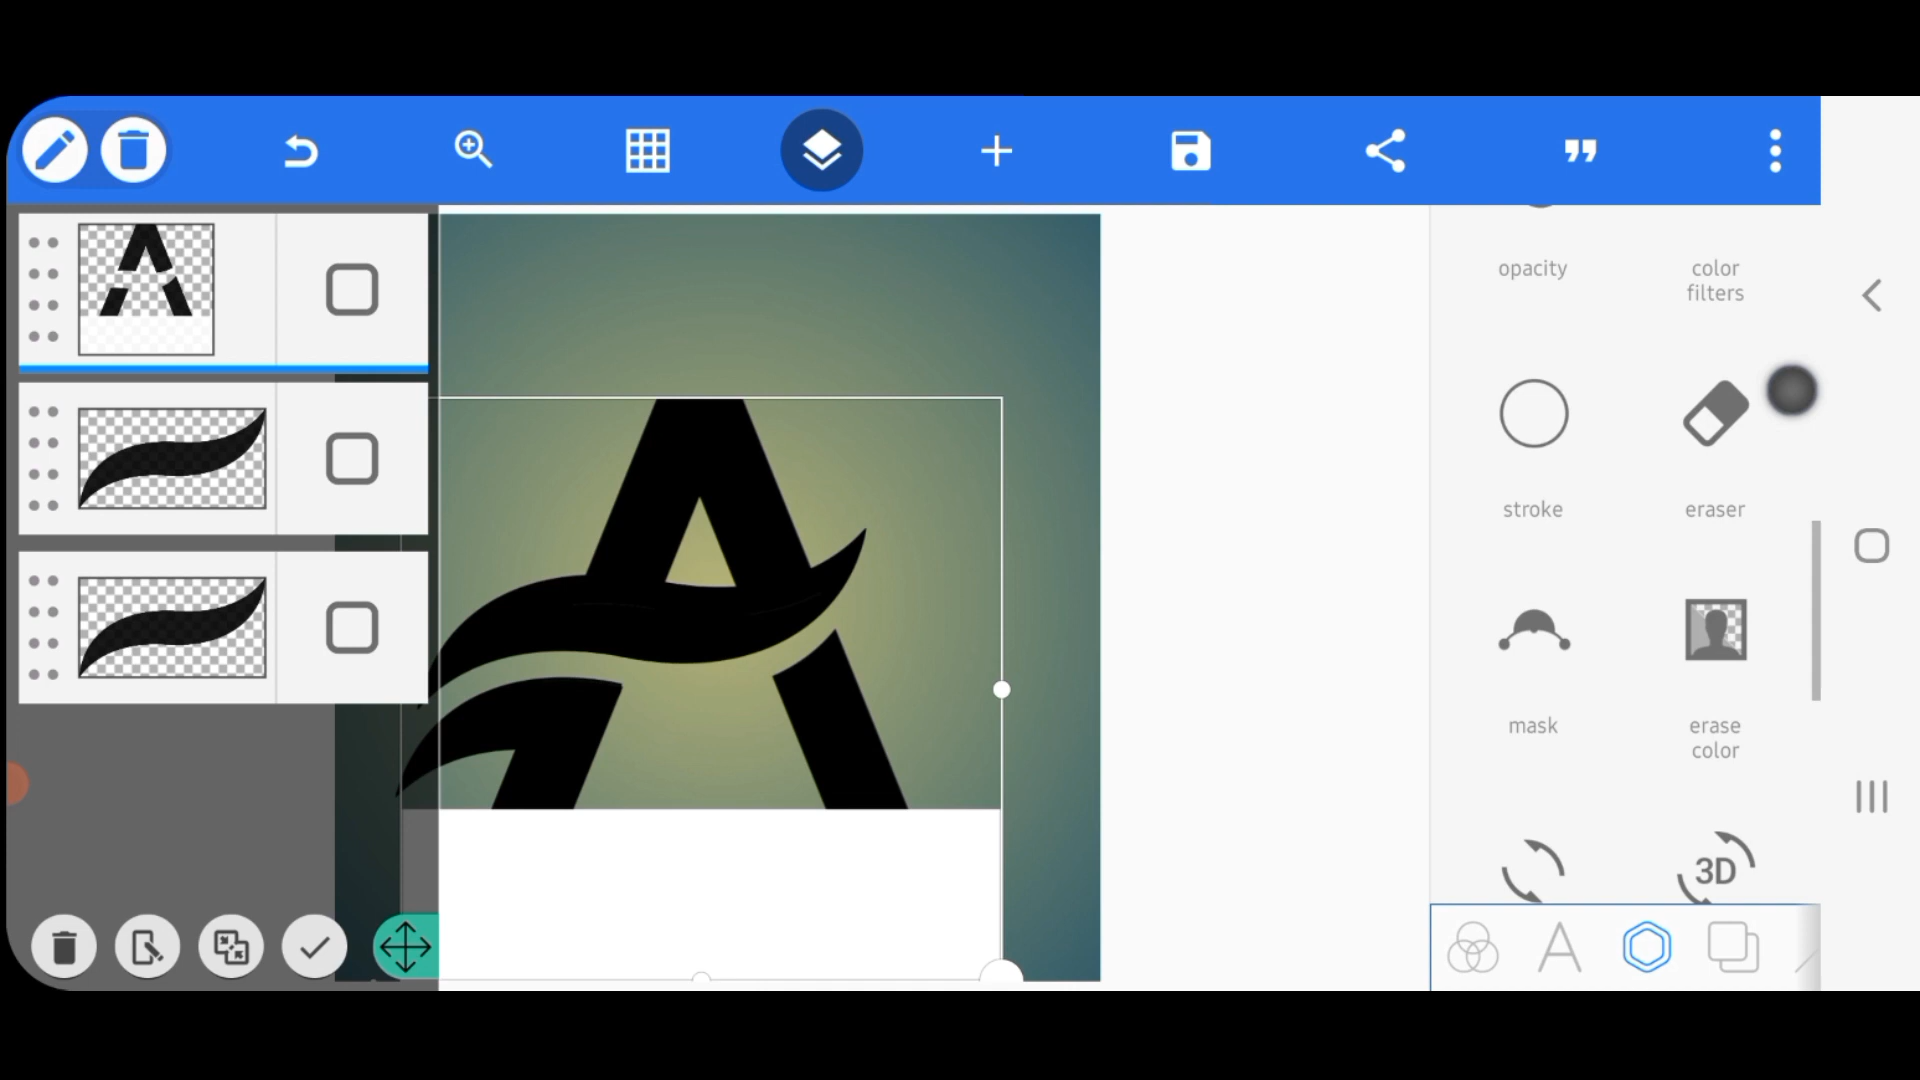 opacity
color
filters
stroke
eraser
mask
erase
color
3D
A